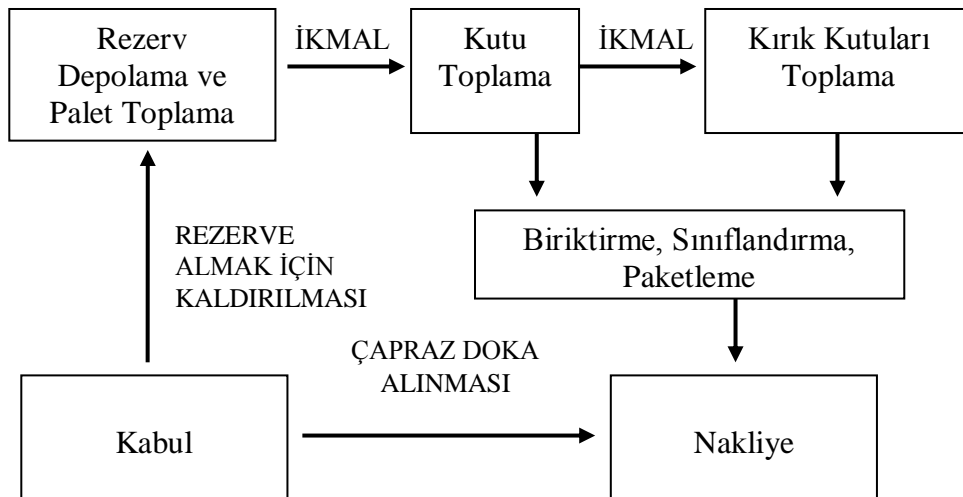 Rezerv
Depolama ve
Palet Toplama
İKMAL
Kutu
Toplama
İKMAL
Kırık Kutuları
Toplama
REZERVE
ALMAK İÇİN
KALDIRILMASI
Biriktirme, Sınıflandırma,
Paketleme
ÇAPRAZ DOKA
ALINMASI
Kabul
Nakliye